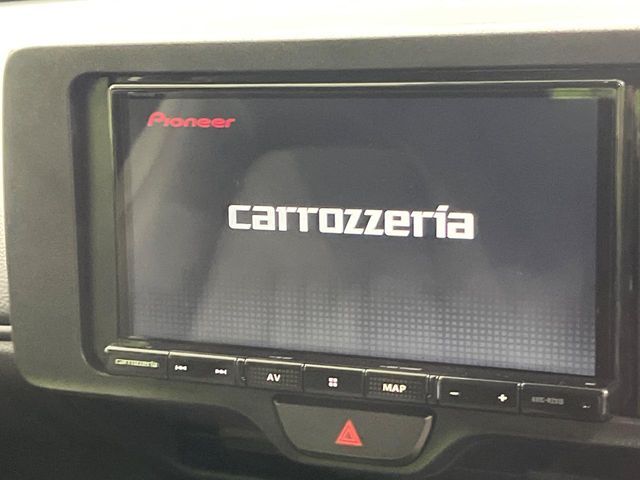 Pioneer
carrozzeria
carrozzeria
AV
MAP
- +